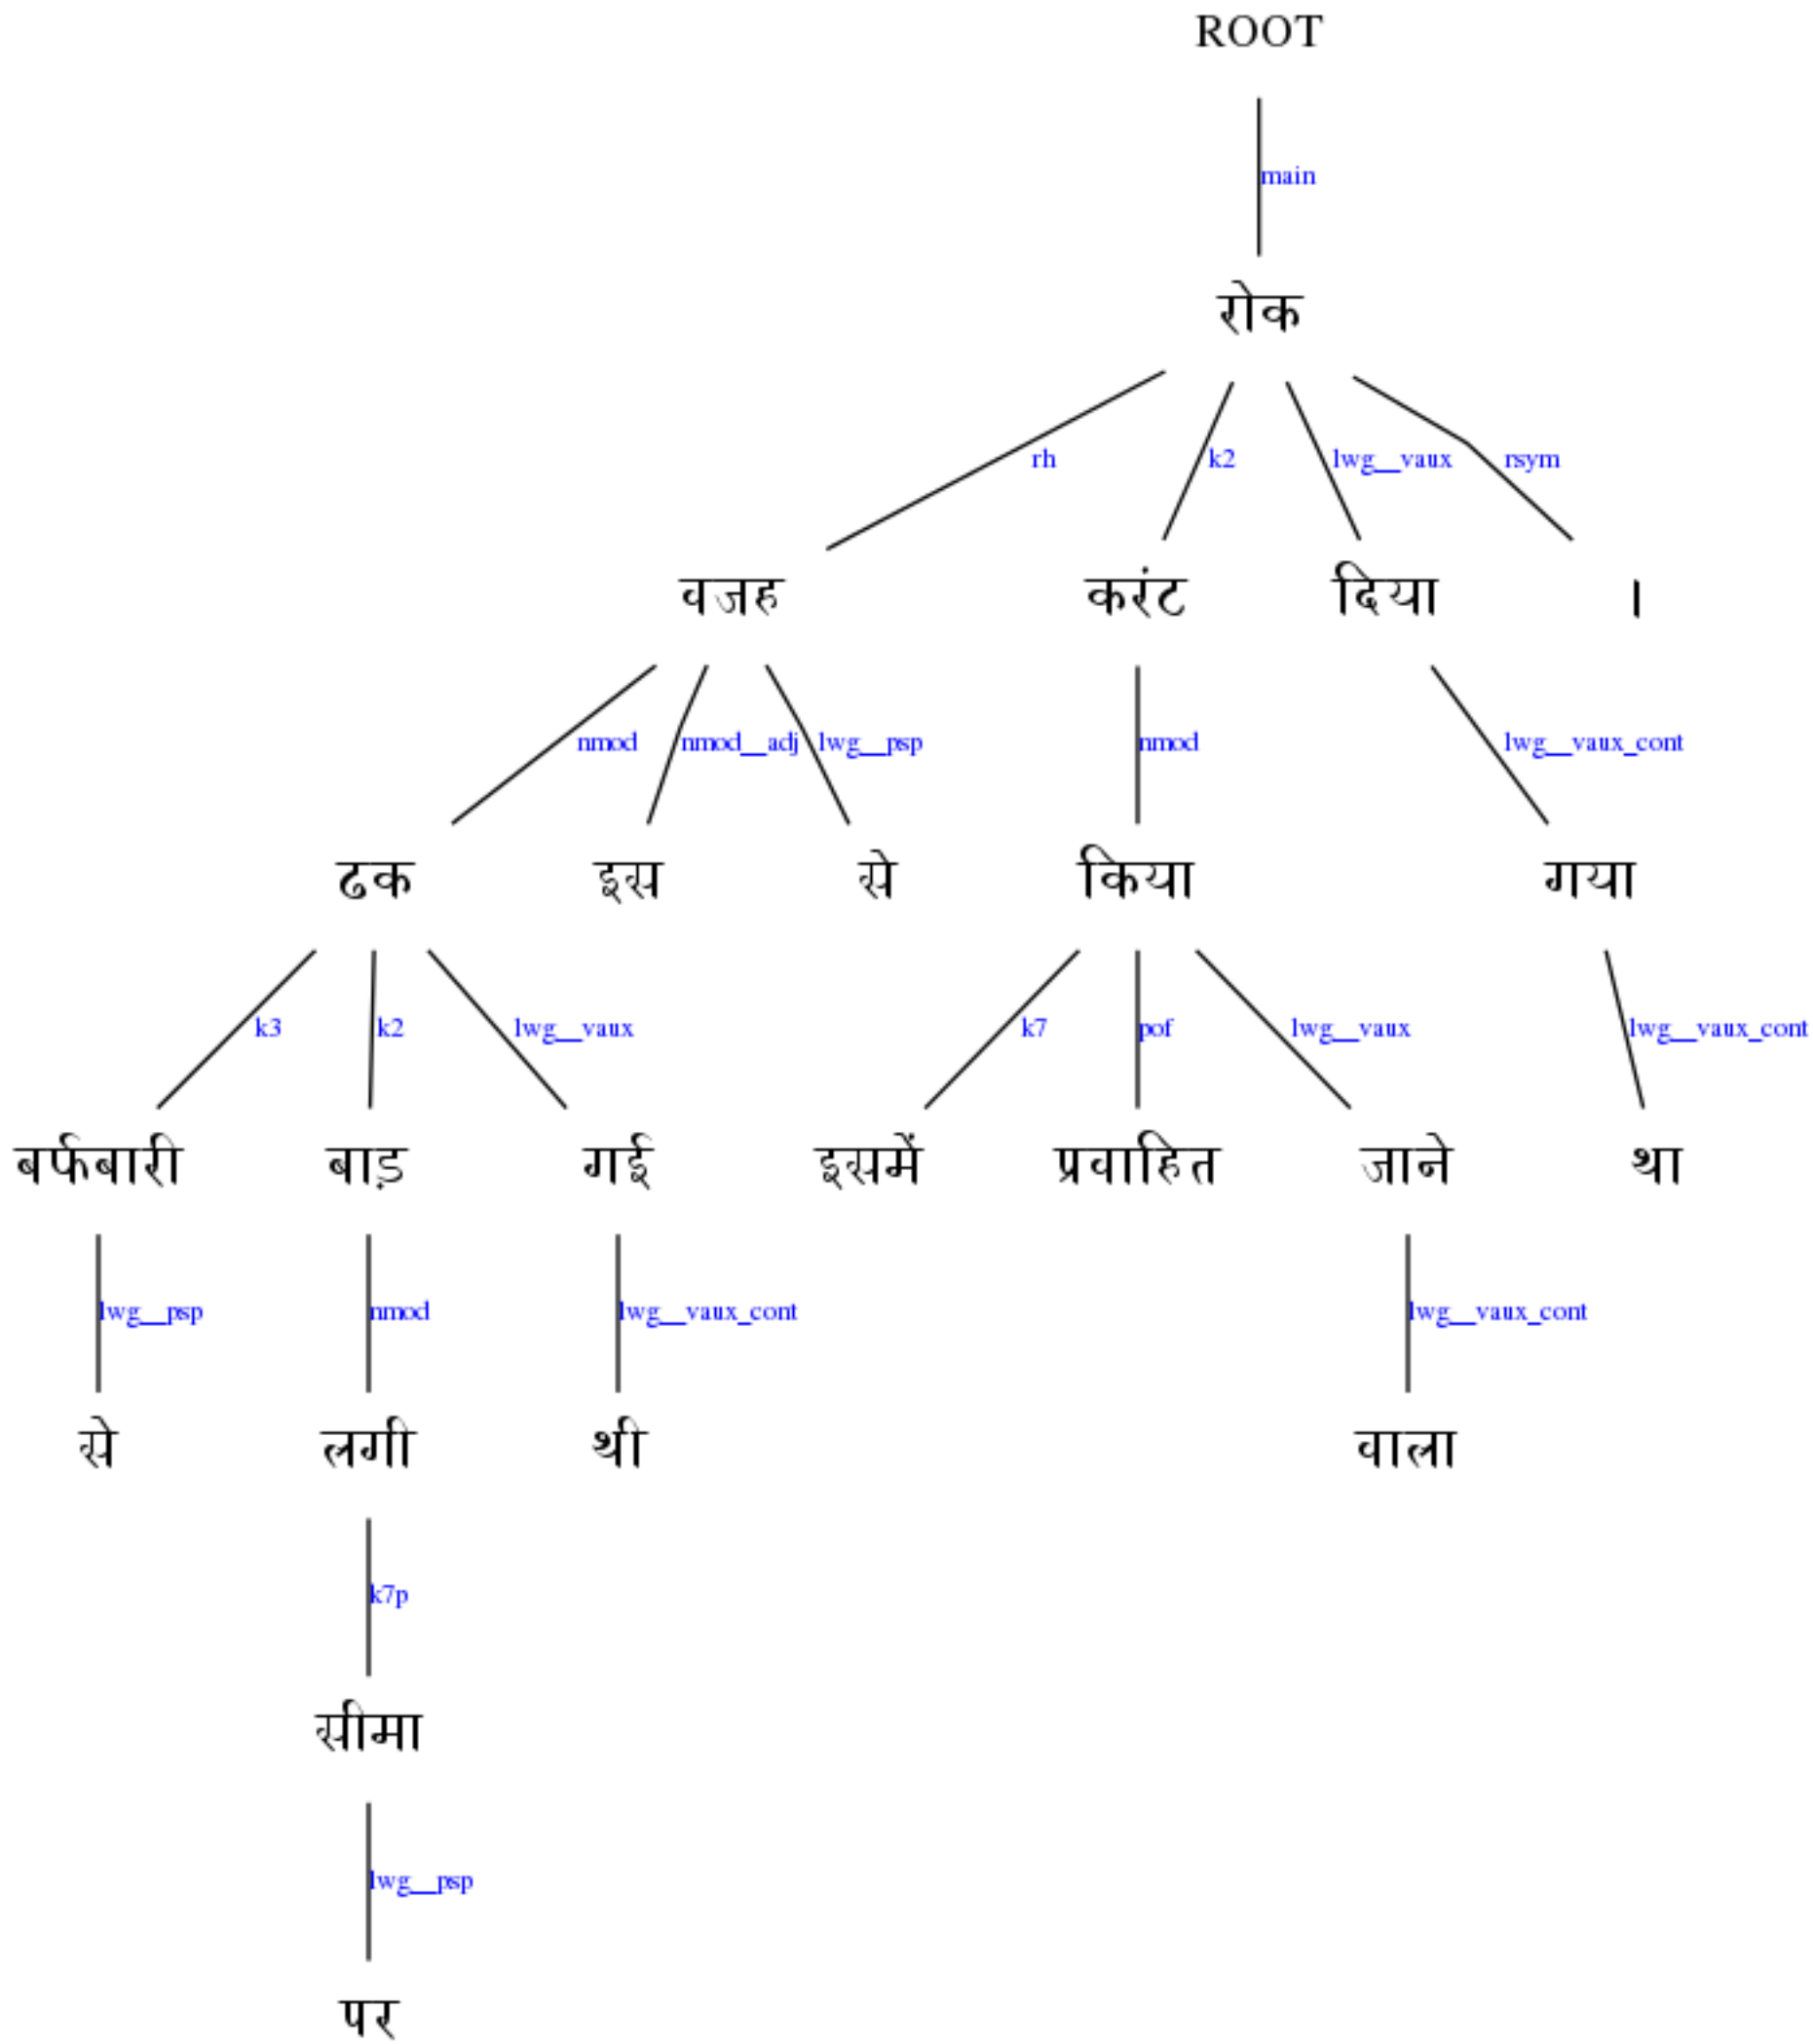 ROOT
main
रोक
rh k2 lwg__vaux rsym
वजह करंट दिया ।
nmod nmod__adj lwg__psp nmod lwg__vaux_cont
ढक इस से किया गया
k3 k2 lwg__vaux k7 pof lwg__vaux lwg__vaux_cont
बर्फबारी बाड़ गई इसमें प्रवाहित जाने था
lwg__psp nmod lwg__vaux_cont lwg__vaux_cont
से लगी थी वाला
k7p
सीमा
lwg__psp
पर